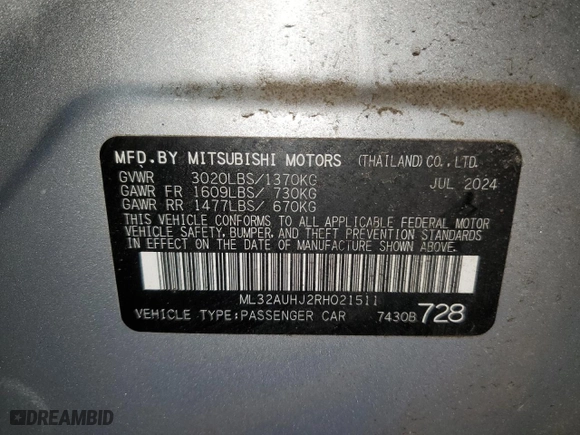 MFD.BY MITSUBISHI MOTORS (THAILAND) CO.,LTD.
GVWR 3020LBS/1370KG JUL 2024
GAWR FR 1609LBS/ 730KG
GAWR RR 1477LBS/ 670KG
THIS VEHICLE CONFORMS TO ALL APPLICABLE FEDERAL MOTOR
VEHICLE SAFETY, BUMPER, AND THEFT PREVENTION STANDARDS
IN EFFECT ON THE DATE OF MANUFACTURE SHOWN ABOVE.
ML32AUHJ2RH021511
VEHICLE TYPE:PASSENGER CAR 7430B 728
DREAMBID